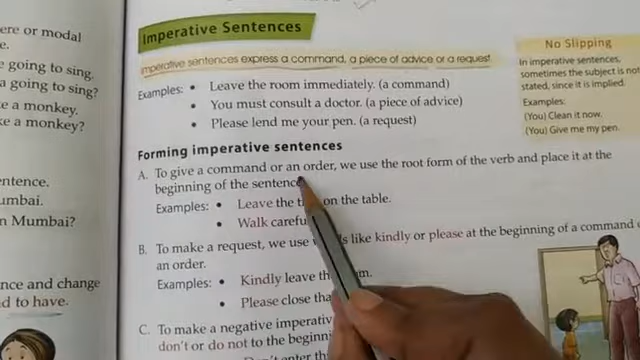 ere or modal
e.
e going to sing.
a going to sing?
e a monkey.
ke a monkey?
entence.
umbai.
n Mumbai?
nce and change
d to have.
Imperative Sentences
Imperative sentences express a command, a piece of advice or a request.
Examples: • Leave the room immediately. (a command)
• You must consult a doctor. (a piece of advice)
• Please lend me your pen. (a request)
Forming imperative sentences
A. To give a command or an order, we use the root form of the verb and place it at the
beginning of the sentence
Examples: • Leave the on the table.
• Walk carefu
B. To make a request, we use like kindly or please at the beginning of a command
an order.
Examples: • Kindly leave th
• Please close tha
C. To make a negative imperativ
don't or do not to the beginn
Don't enter th
No Slipping
In imperative sentences,
sometimes the subject is not
stated, since it is implied.
Examples:
(You) Clean it now.
(You) Give me my pen.